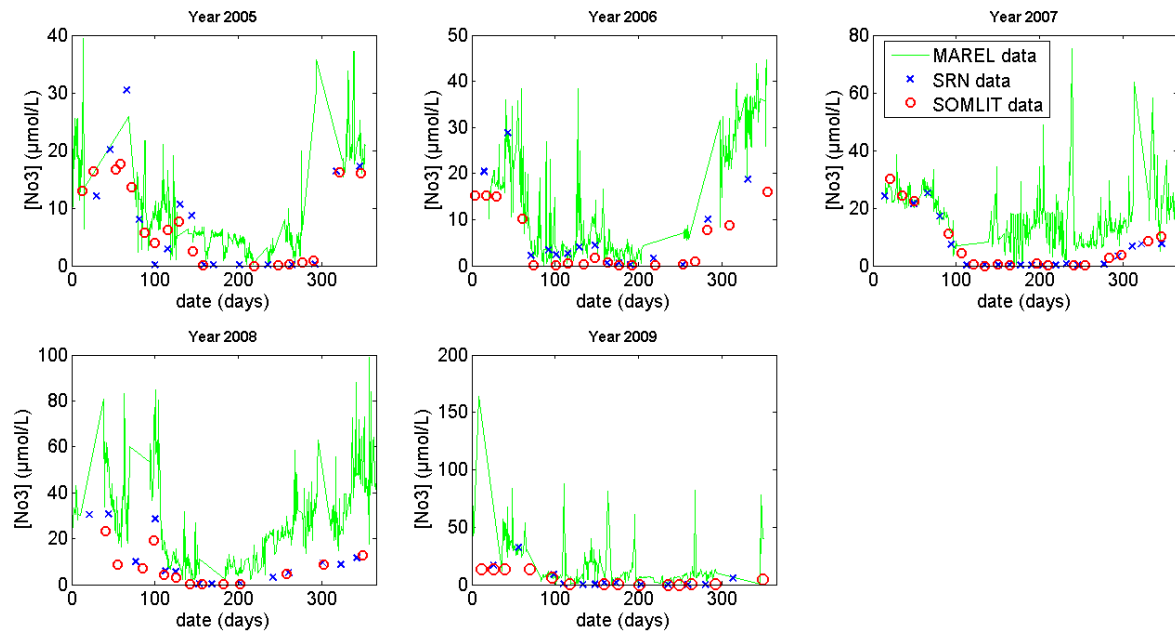 Year 2005
[No3] (µmol/L)
40
30
20
10
0
0 100 200 300
date (days)
Year 2006
[No3] (µmol/L)
50
40
30
20
10
0
0 100 200 300
date (days)
Year 2007
[No3] (µmol/L)
80
60
40
20
0
0 100 200 300
date (days)
MAREL data
SRN data
SOMLIT data
Year 2008
[No3] (µmol/L)
100
80
60
40
20
0
0 100 200 300
date (days)
Year 2009
[No3] (µmol/L)
200
150
100
50
0
0 100 200 300
date (days)